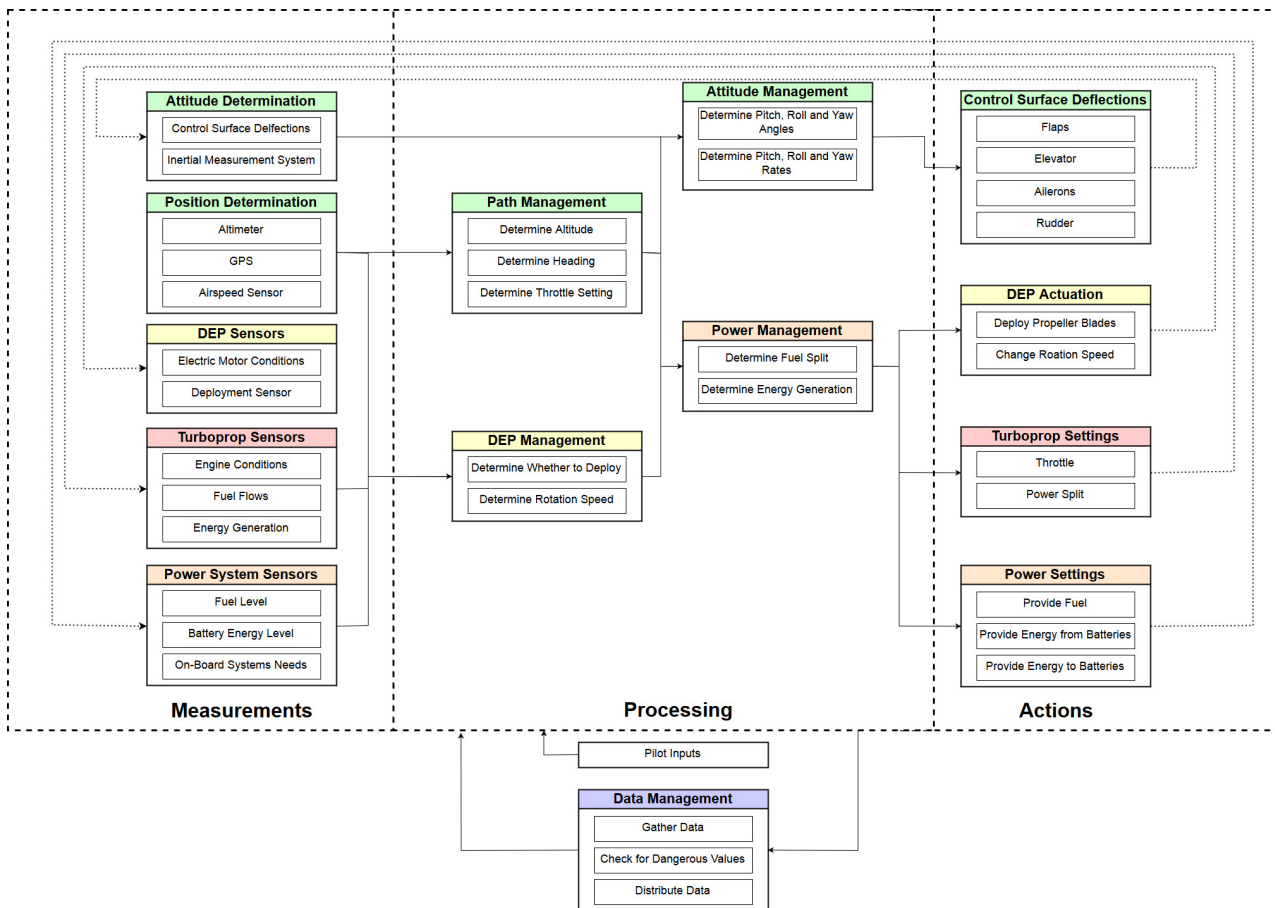 Attitude Determination
Control Surface Delfections
Inertial Measurement System
Position Determination
Altimeter
GPS
Airspeed Sensor
DEP Sensors
Electric Motor Conditions
Deployment Sensor
Turboprop Sensors
Engine Conditions
Fuel Flows
Energy Generation
Power System Sensors
Fuel Level
Battery Energy Level
On-Board Systems Needs
Measurements
Path Management
Determine Altitude
Determine Heading
Determine Throttle Setting
DEP Management
Determine Whether to Deploy
Determine Rotation Speed
Attitude Management
Determine Pitch, Roll and Yaw
Angles
Determine Pitch, Roll and Yaw
Rates
Power Management
Determine Fuel Split
Determine Energy Generation
Processing
Control Surface Deflections
Flaps
Elevator
Ailerons
Rudder
DEP Actuation
Deploy Propeller Blades
Change Roation Speed
Turboprop Settings
Throttle
Power Split
Power Settings
Provide Fuel
Provide Energy from Batteries
Provide Energy to Batteries
Actions
Pilot Inputs
Data Management
Gather Data
Check for Dangerous Values
Distribute Data